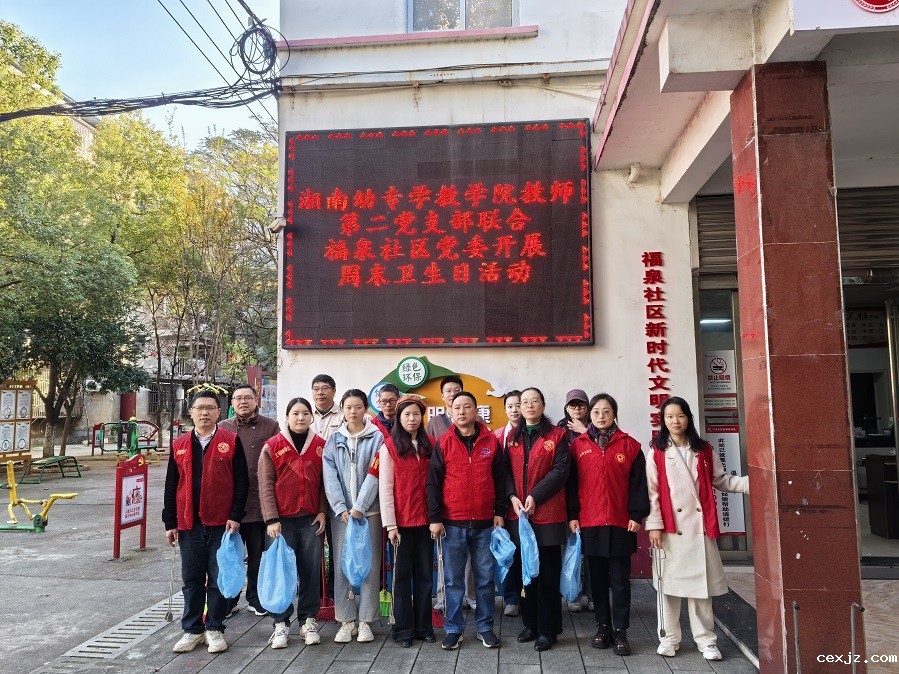 湘南幼专学教学院教师
第二党支部联合
福泉社区党委开展
周末卫生日活动
福泉社区新时代文明实
绿色
环保
cexjz.com